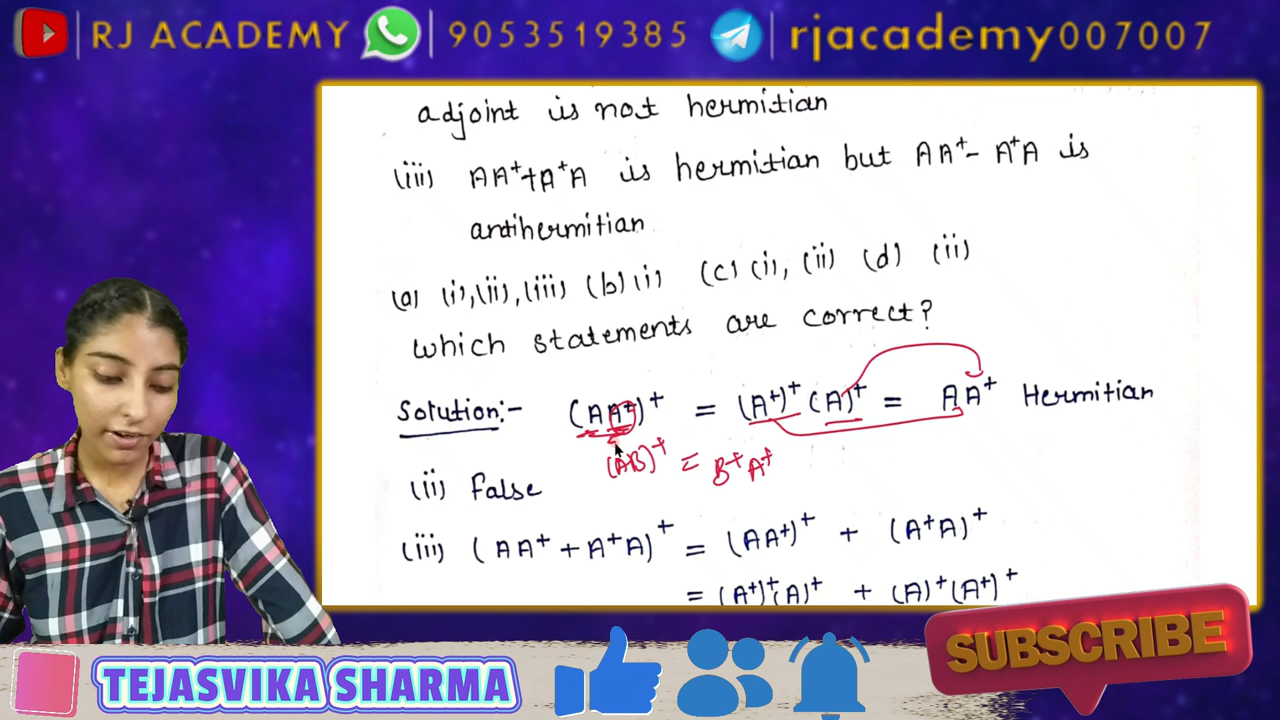 RJ ACADEMY | 9053519385 | rjacademy007007
adjoint is not hermitian
(iii) AA⁺+A⁺A is hermitian but AA⁺- A⁺A is
antihermitian
(a) (i),(ii),(iii) (b) (i) (c) (i), (ii) (d) (ii)
which statements are correct?
Solution:- (AA⁺)⁺ = (A⁺)⁺(A)⁺ = AA⁺ Hermitian
(AB)⁺ = B⁺A⁺
(ii) false
(iii) (AA⁺ + A⁺A)⁺ = (AA⁺)⁺ + (A⁺A)⁺
= (A⁺)⁺(A)⁺ + (A)⁺(A⁺)⁺
SUBSCRIBE
TEJASVIKA SHARMA